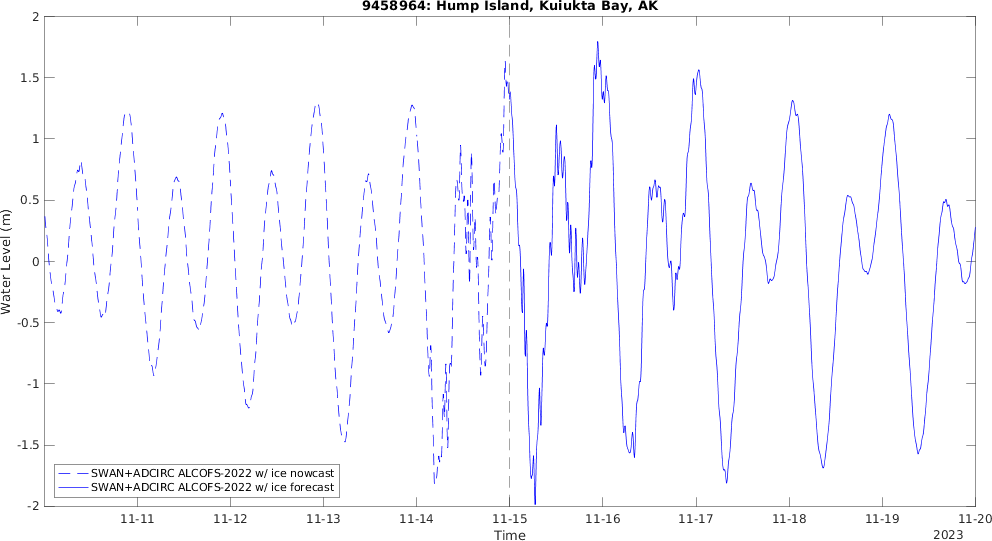 9458964: Hump Island, Kuiukta Bay, AK
Water Level (m)
2
1.5
1
0.5
0
-0.5
-1
-1.5
-2
SWAN+ADCIRC ALCOFS-2022 w/ ice nowcast
SWAN+ADCIRC ALCOFS-2022 w/ ice forecast
11-11 11-12 11-13 11-14 11-15 11-16 11-17 11-18 11-19 11-20
Time
2023